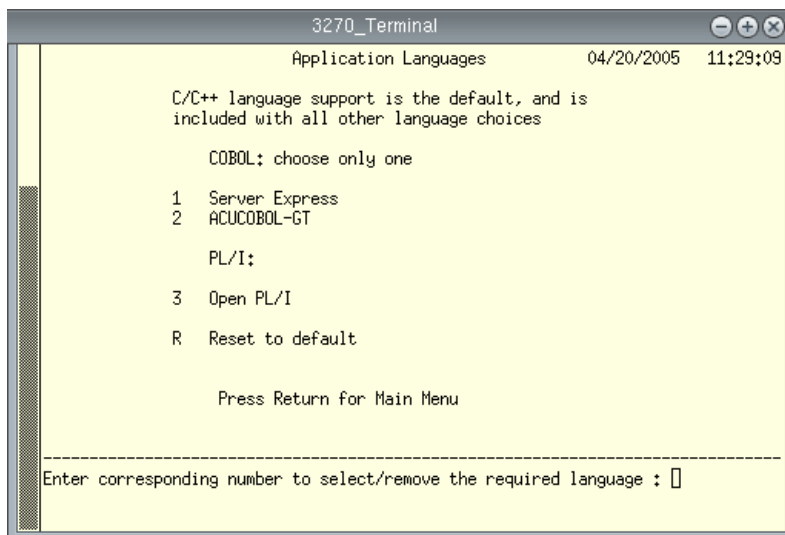 3270_Terminal
Application Languages 04/20/2005 11:29:09
C/C++ language support is the default, and is
included with all other language choices
COBOL: choose only one
1 Server Express
2 ACUCOBOL-GT
PL/I:
3 Open PL/I
R Reset to default
Press Return for Main Menu
--------------------------------------------------------------------------------
Enter corresponding number to select/remove the required language :